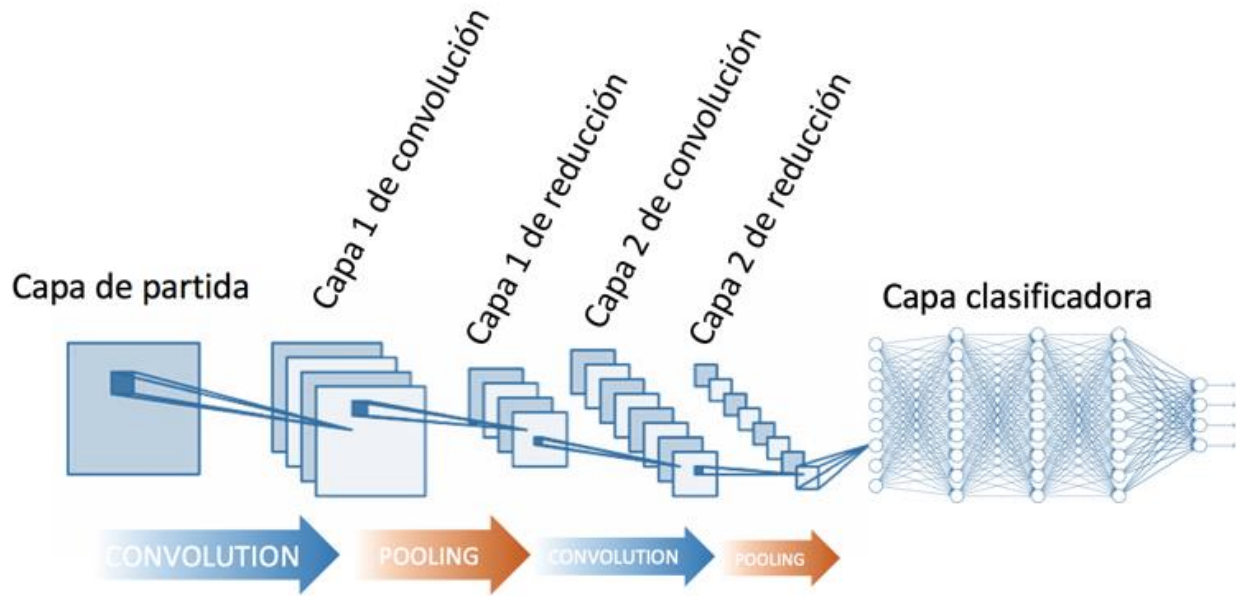 Capa de partida
Capa 1 de convolución
Capa 1 de reducción
Capa 2 de convolución
Capa 2 de reducción
Capa clasificadora
CONVOLUTION
POOLING
CONVOLUTION
POOLING